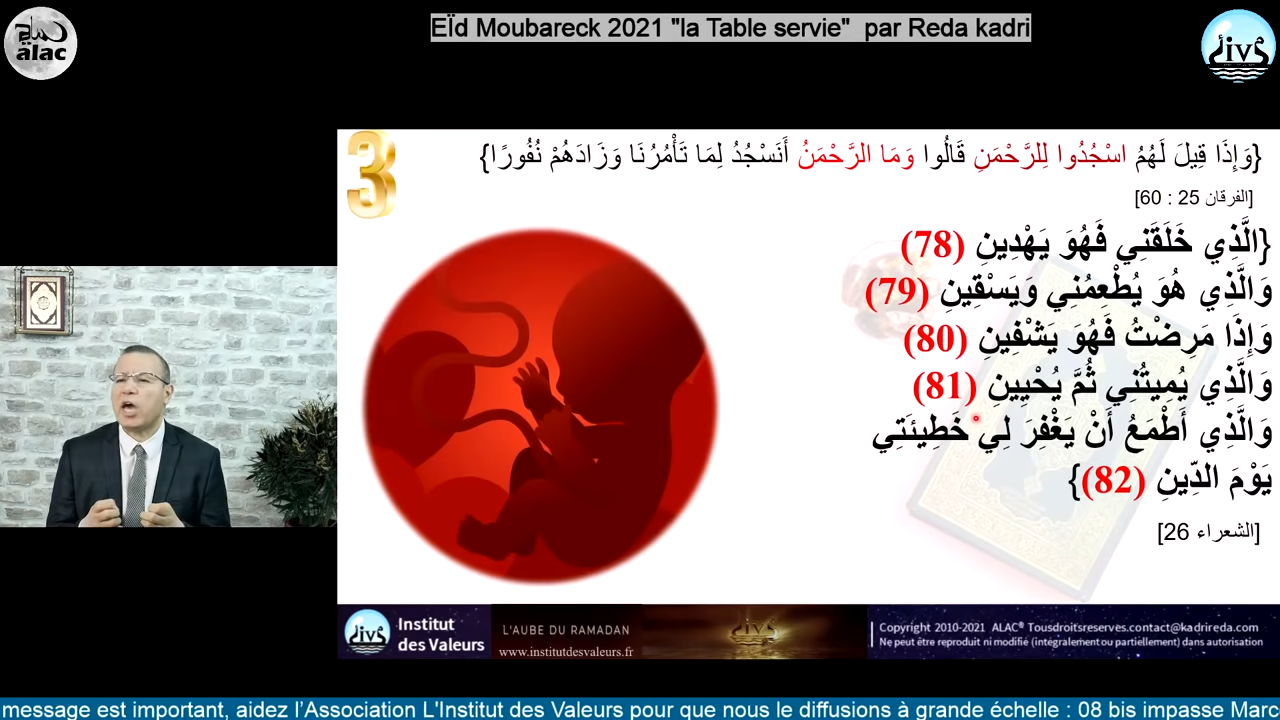 EÏd Moubareck 2021 "la Table servie"  par Reda kadri
alac
ivs
3
{وَإِذَا قِيلَ لَهُمُ اسْجُدُوا لِلرَّحْمَنِ قَالُوا وَمَا الرَّحْمَنُ أَنَسْجُدُ لِمَا تَأْمُرُنَا وَزَادَهُمْ نُفُورًا}
[الفرقان 25 : 60]
{الَّذِي خَلَقَنِي فَهُوَ يَهْدِينِ (78)
وَالَّذِي هُوَ يُطْعِمُنِي وَيَسْقِينِ (79)
وَإِذَا مَرِضْتُ فَهُوَ يَشْفِينِ (80)
وَالَّذِي يُمِيتُنِي ثُمَّ يُحْيِينِ (81)
وَالَّذِي أَطْمَعُ أَنْ يَغْفِرَ لِي خَطِيئَتِي
يَوْمَ الدِّينِ (82)}
[الشعراء 26]
ivs
Institut
des Valeurs
L'AUBE DU RAMADAN
www.institutdesvaleurs.fr
ivs
Copyright 2010-2021 ALAC® Tousdroitsreserves.contact@kadrireda.com
Ne peut être reproduit ni modifié (intégralement ou partiellement) dans autorisation
message est important, aidez l'Association L'Institut des Valeurs pour que nous le diffusions à grande échelle : 08 bis impasse Marc